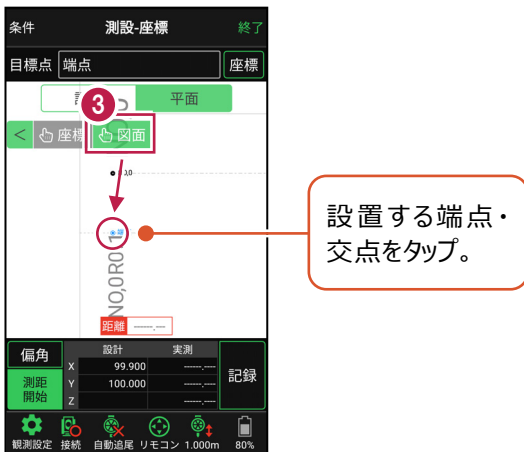 条件 測設-座標 終了
目標点 端点 座標
3 平面
< 座標 図面
0,0
NO,0R0,1
距離 ------.---
設置する端点・
交点をタップ。
偏角 設計 実測
X 99.900 ------.---
測距開始 Y 100.000 ------.--- 記録
Z ------.---
観測設定 接続 自動追尾 リモコン 1.000m 80%